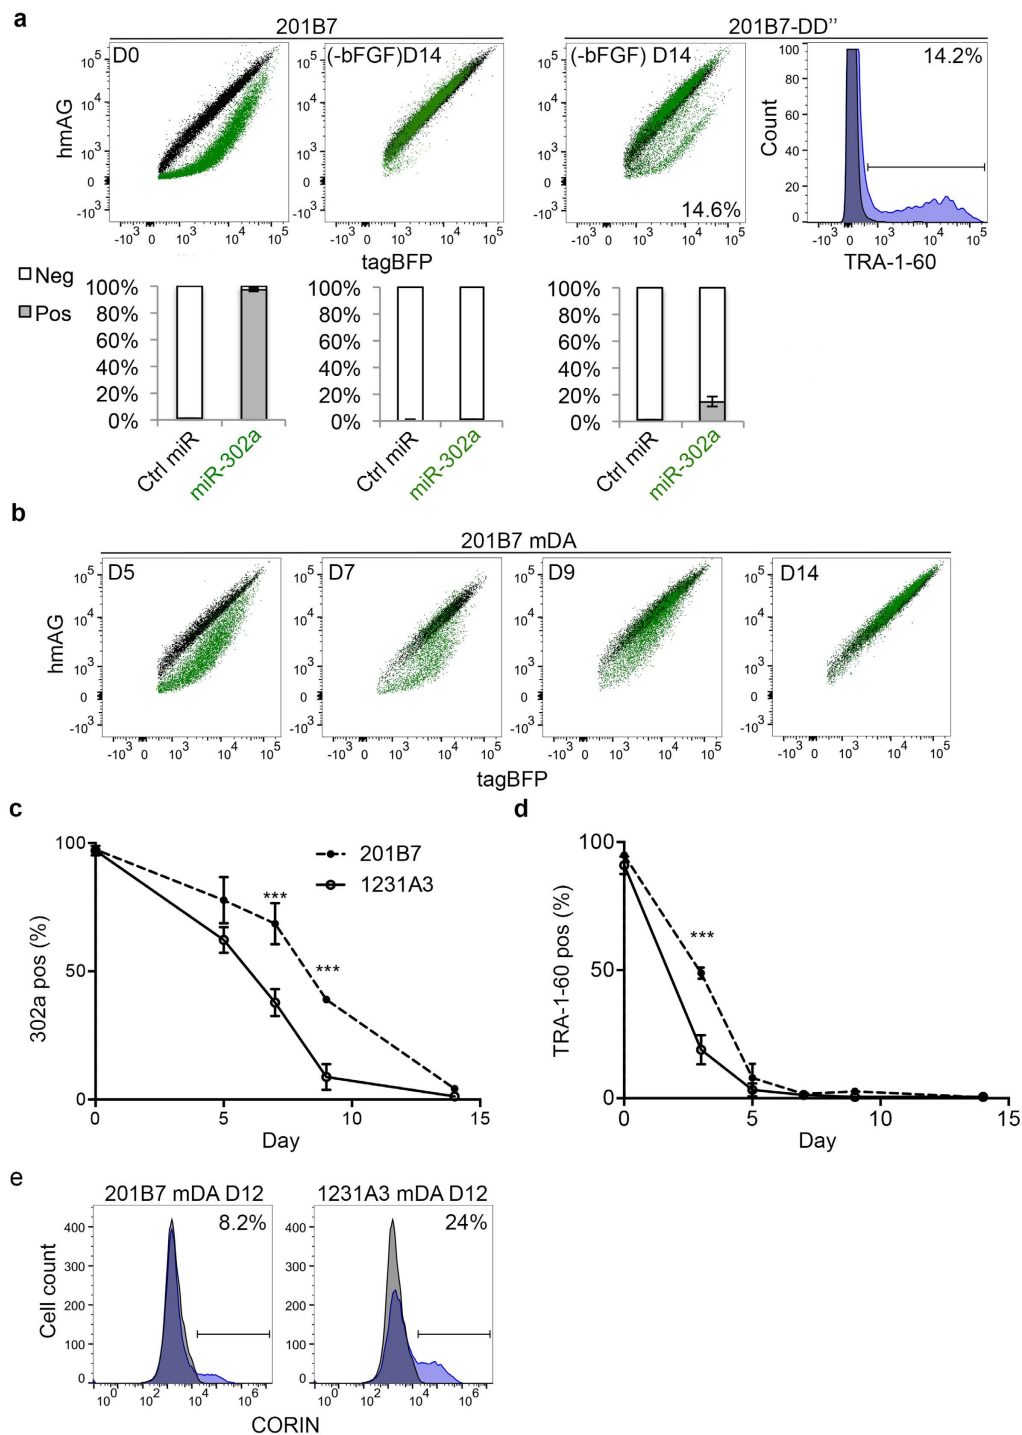 a
201B7
201B7-DD’’
D0
(-bFGF)D14
(-bFGF) D14
14.2%
14.6%
hmAG
10^5
10^4
10^3
0
-10^3
-10^3 0 10^3 10^4 10^5
10^5
10^4
10^3
0
-10^3
-10^3 0 10^3 10^4 10^5
tagBFP
10^5
10^4
10^3
0
-10^3
-10^3 0 10^3 10^4 10^5
Count
100
80
60
40
20
0
-10^3 0 10^3 10^4 10^5
TRA-1-60
Neg
Pos
100%
80%
60%
40%
20%
0%
Ctrl miR
miR-302a
100%
80%
60%
40%
20%
0%
Ctrl miR
miR-302a
100%
80%
60%
40%
20%
0%
Ctrl miR
miR-302a
b
201B7 mDA
D5
D7
D9
D14
hmAG
10^5
10^4
10^3
0
-10^3
-10^3 0 10^3 10^4 10^5
10^5
10^4
10^3
0
-10^3
-10^3 0 10^3 10^4 10^5
10^5
10^4
10^3
0
-10^3
-10^3 0 10^3 10^4 10^5
10^5
10^4
10^3
0
-10^3
-10^3 0 10^3 10^4 10^5
tagBFP
c
302a pos (%)
100
50
0
0 5 10 15
Day
201B7
1231A3
***
***
d
TRA-1-60 pos (%)
100
50
0
0 5 10 15
Day
***
e
201B7 mDA D12
8.2%
1231A3 mDA D12
24%
Cell count
400
300
200
100
0
10^0 10^2 10^4 10^6
400
300
200
100
0
10^0 10^2 10^4 10^6
CORIN